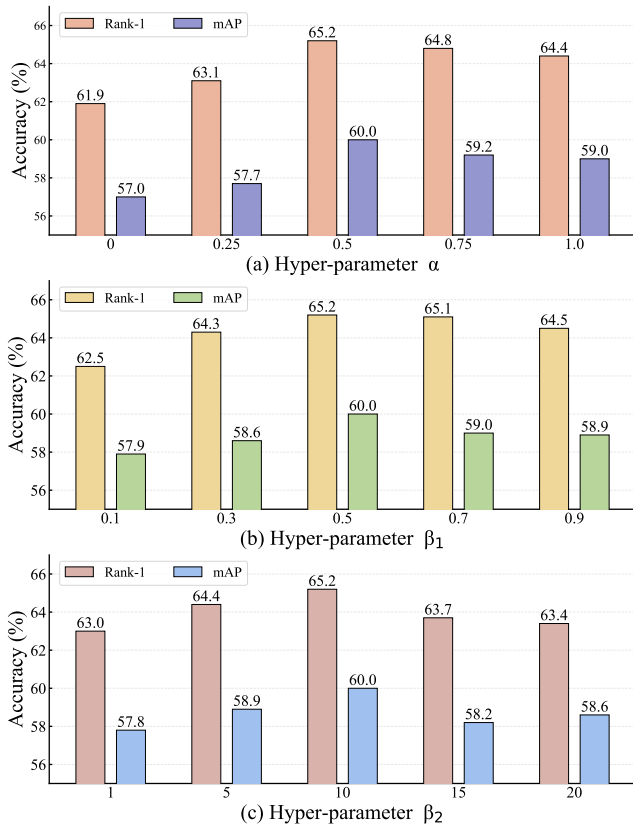 Rank-1 mAP
66
64
62
60
58
56
Accuracy (%)
61.9 57.0 63.1 57.7 65.2 60.0 64.8 59.2 64.4 59.0
0 0.25 0.5 0.75 1.0
(a) Hyper-parameter α
Rank-1 mAP
66
64
62
60
58
56
Accuracy (%)
62.5 57.9 64.3 58.6 65.2 60.0 65.1 59.0 64.5 58.9
0.1 0.3 0.5 0.7 0.9
(b) Hyper-parameter β₁
Rank-1 mAP
66
64
62
60
58
56
Accuracy (%)
63.0 57.8 64.4 58.9 65.2 60.0 63.7 58.2 63.4 58.6
1 5 10 15 20
(c) Hyper-parameter β₂